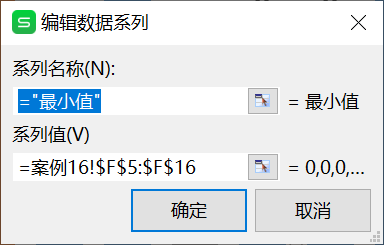 编辑数据系列
系列名称(N):
="最小值" = 最小值
系列值(V)
=案例16!$F$5:$F$16 = 0,0,0,...
确定 取消